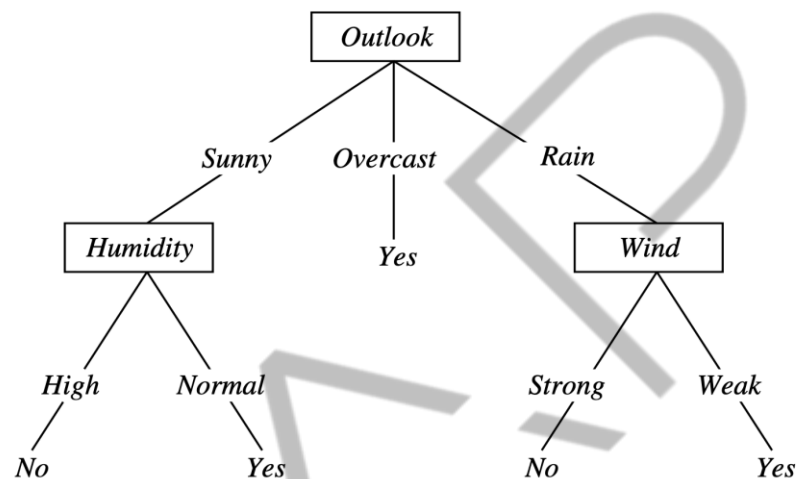 Outlook
Sunny Overcast Rain
Humidity Yes Wind
High Normal Strong Weak
No Yes No Yes